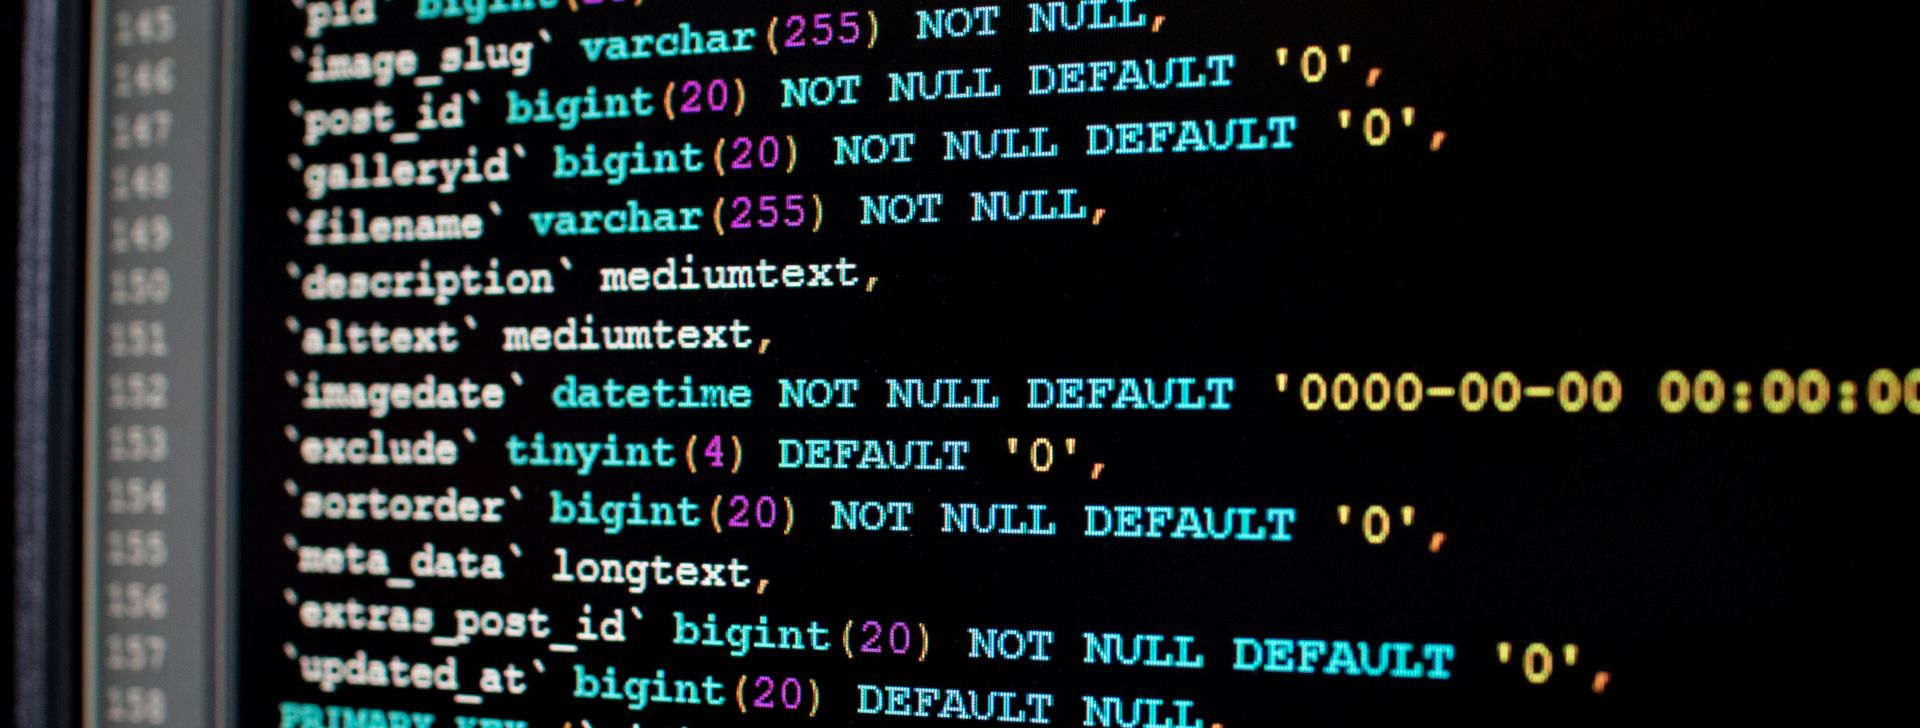 145 `pid` bigint(20)
146 `image_slug` varchar(255) NOT NULL,
147 `post_id` bigint(20) NOT NULL DEFAULT '0',
148 `galleryid` bigint(20) NOT NULL DEFAULT '0',
149 `filename` varchar(255) NOT NULL,
150 `description` mediumtext,
151 `alttext` mediumtext,
152 `imagedate` datetime NOT NULL DEFAULT '0000-00-00 00:00:00
153 `exclude` tinyint(4) DEFAULT '0',
154 `sortorder` bigint(20) NOT NULL DEFAULT '0',
155 `meta_data` longtext,
156 `extras_post_id` bigint(20) NOT NULL DEFAULT '0',
157 `updated_at` bigint(20) DEFAULT NULL,
158 PRIMARY KEY